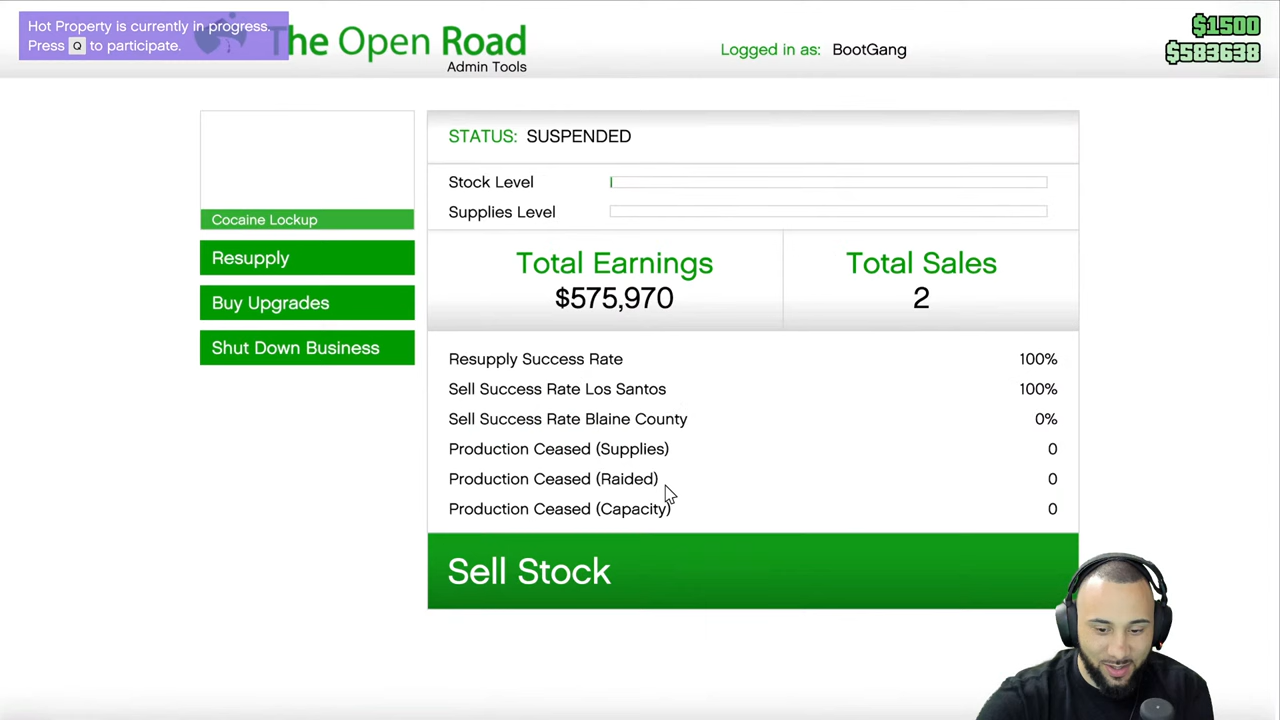 Hot Property is currently in progress.
Press Q to participate.
The Open Road
Admin Tools
Logged in as: BootGang
$1500
$583638
STATUS: SUSPENDED
Stock Level
Supplies Level
Cocaine Lockup
Resupply
Buy Upgrades
Shut Down Business
Total Earnings
$575,970
Total Sales
2
Resupply Success Rate 100%
Sell Success Rate Los Santos 100%
Sell Success Rate Blaine County 0%
Production Ceased (Supplies) 0
Production Ceased (Raided) 0
Production Ceased (Capacity) 0
Sell Stock